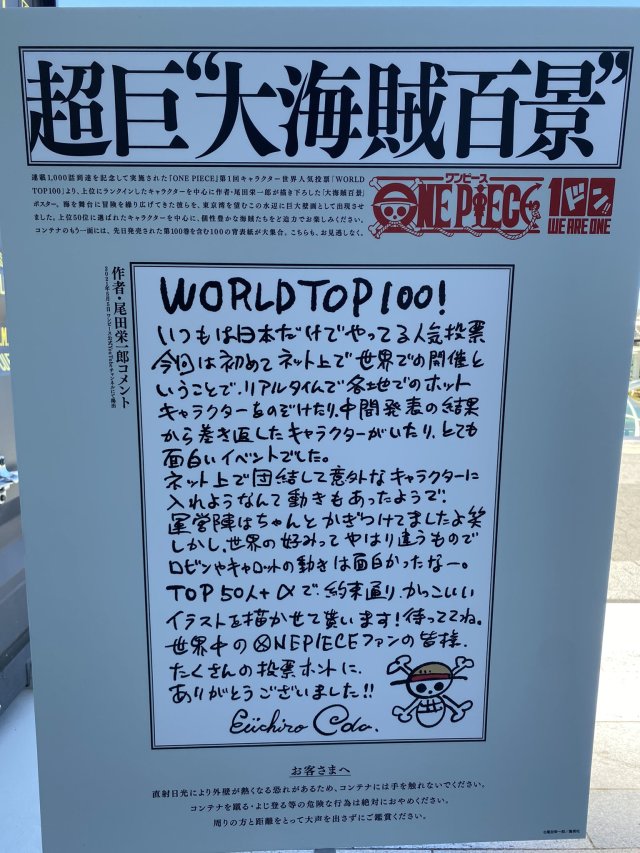 超巨“大海賊百景”
連載1,000話到達を記念して実施された「ONE PIECE」第1回キャラクター世界人気投票「WORLD
TOP100」より、上位にランクインしたキャラクターを中心に作者・尾田栄一郎が描き下ろした「大海賊百景」
ポスター。海を舞台に冒険を繰り広げてきた彼らを、東京湾を望むこの水辺に巨大壁画として出現させ
ました。上位50位に選ばれたキャラクターを中心に、個性豊かな海賊たちをど迫力でお楽しみください。
コンテナのもう一面には、先日発売された第100巻を含む100の背表紙が大集合。こちらも、お見逃しなく。
ワンピース
ONE PIECE
WE ARE ONE
作者・尾田栄一郎コメント
WORLD TOP 100!
いつもは日本だけでやってる人気投票
今回は初めてネット上で世界での開催と
いうことで、リアルタイムで各地でのホット
キャラクターをのぞけたり、中間発表の結果
から巻き返したキャラクターがいたり、とても
面白いイベントでした。
ネット上で団結して意外なキャラクターに
入れようなんて動きもあったようで!
運営陣はちゃんとかぎつけてましたよ笑
しかし、世界の好みってやはり違うもので
ロビンやキャロットの動きは面白かったなー。
TOP50人+αで、約束通り、かっこいい
イラストを描かせて貰います!待っててね。
世界中のONE PIECEファンの皆様、
たくさんの投票ホントに、
ありがとうございました!!
Eiichiro Oda.
お客さまへ
直射日光により外壁が熱くなる恐れがあるため、コンテナには手を触れないでください。
コンテナを蹴る・よじ登る等の危険な行為は絶対におやめください。
周りの方と距離をとって大声を出さずにご鑑賞ください。
©尾田栄一郎/集英社